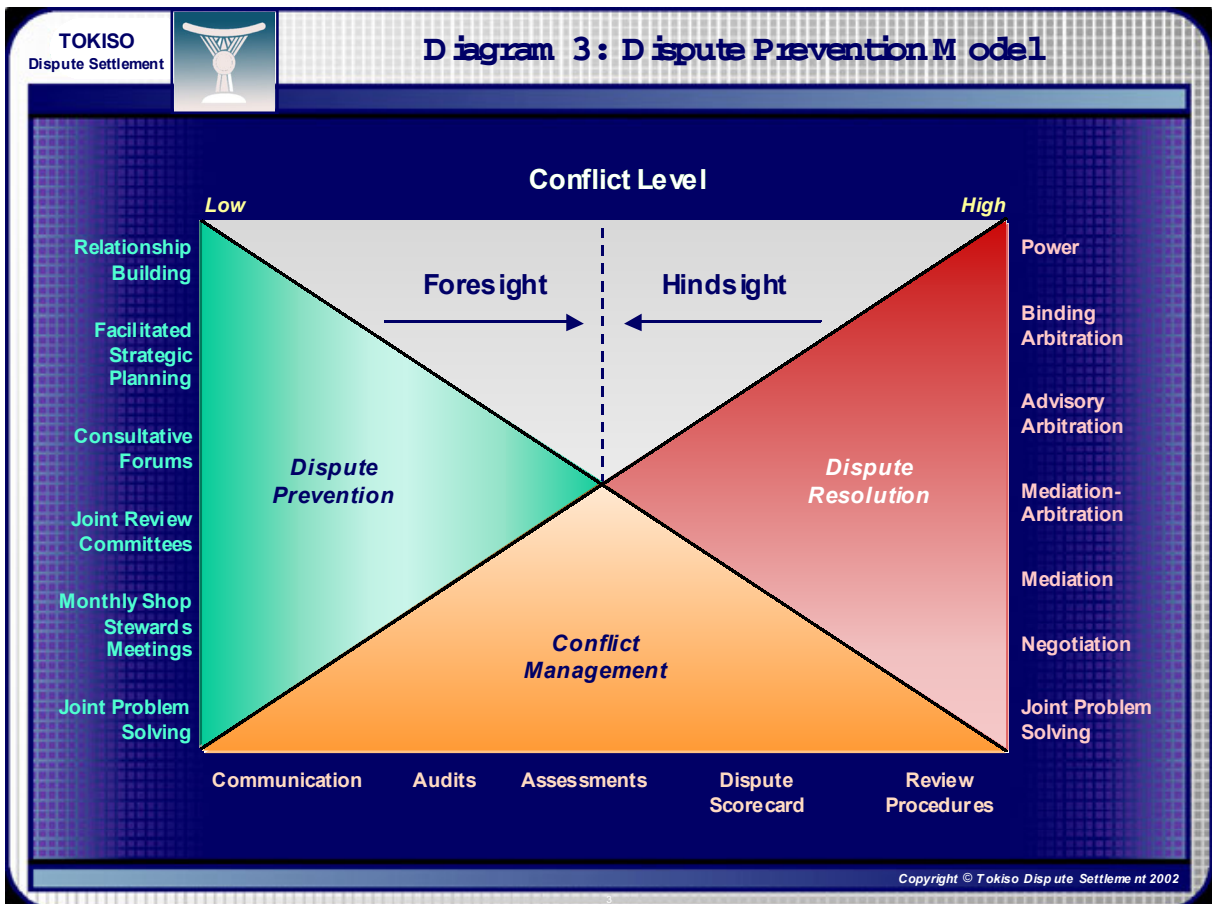 TOKISO
Dispute Settlement
Diagram 3: Dispute Prevention Model
Conflict Level
Low
High
Relationship
Building
Facilitated
Strategic
Planning
Consultative
Forums
Joint Review
Committees
Monthly Shop
Stewards
Meetings
Joint Problem
Solving
Foresight
Hindsight
Dispute
Prevention
Dispute
Resolution
Conflict
Management
Power
Binding
Arbitration
Advisory
Arbitration
Mediation-
Arbitration
Mediation
Negotiation
Joint Problem
Solving
Communication
Audits
Assessments
Dispute
Scorecard
Review
Procedures
Copyright © Tokiso Dispute Settlement 2002
3